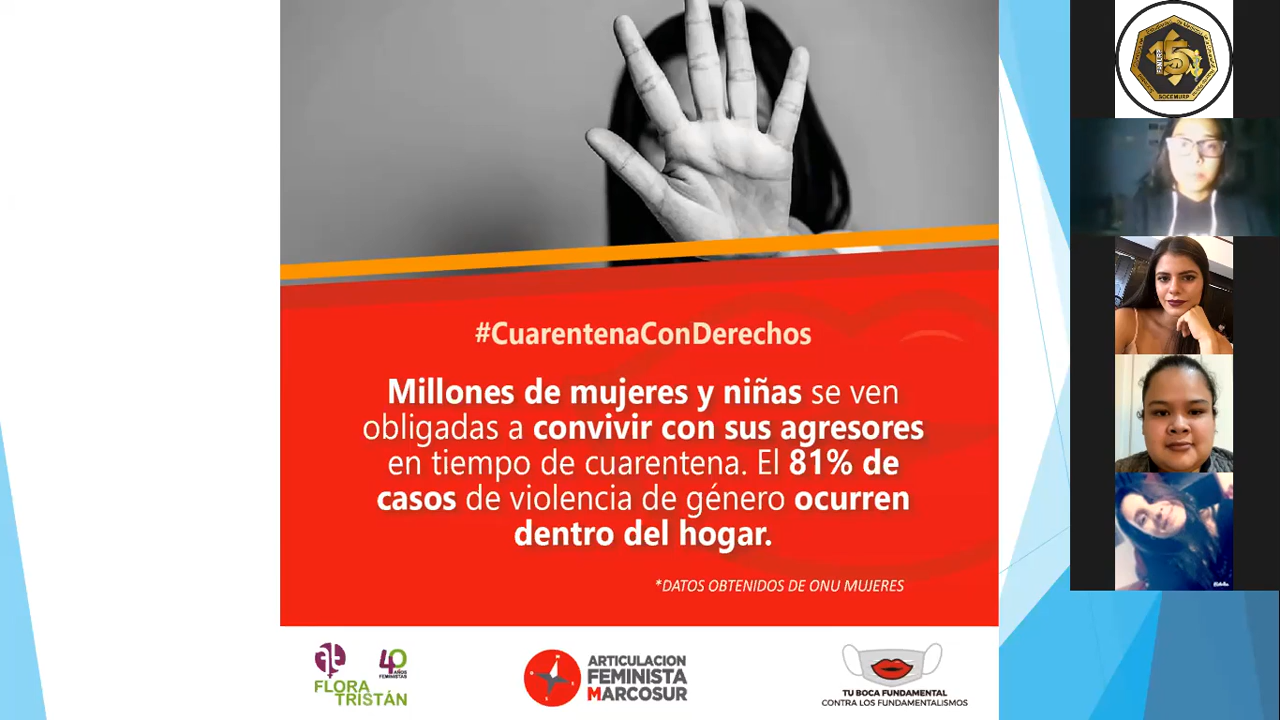 #CuarentenaConDerechos
Millones de mujeres y niñas se ven
obligadas a convivir con sus agresores
en tiempo de cuarentena. El 81% de
casos de violencia de género ocurren
dentro del hogar.
*DATOS OBTENIDOS DE ONU MUJERES
40
AÑOS
FEMINISTAS
FLORA
TRISTÁN
ARTICULACION
FEMINISTA
MARCOSUR
TU BOCA FUNDAMENTAL
CONTRA LOS FUNDAMENTALISMOS
15
SOCEMURP